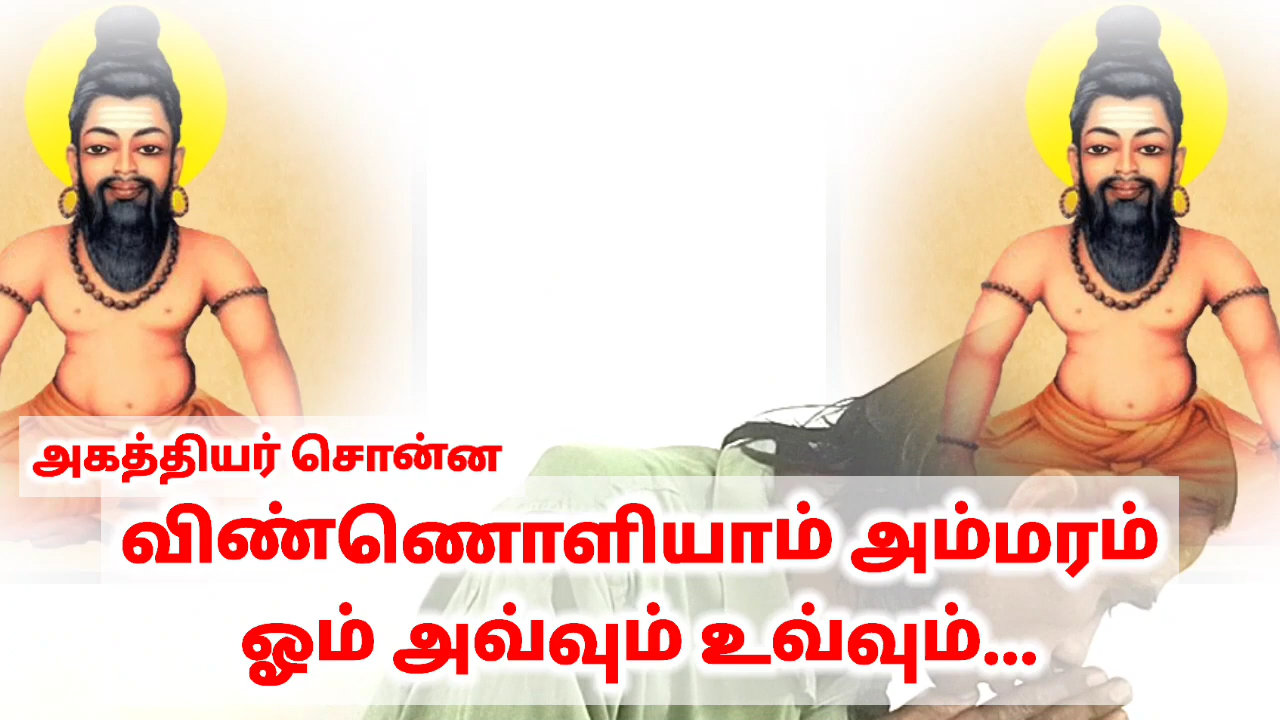 அகத்தியர் சொன்ன
விண்ணொளியாம் அம்மரம்
ஓம் அவ்வும் உவ்வும்...